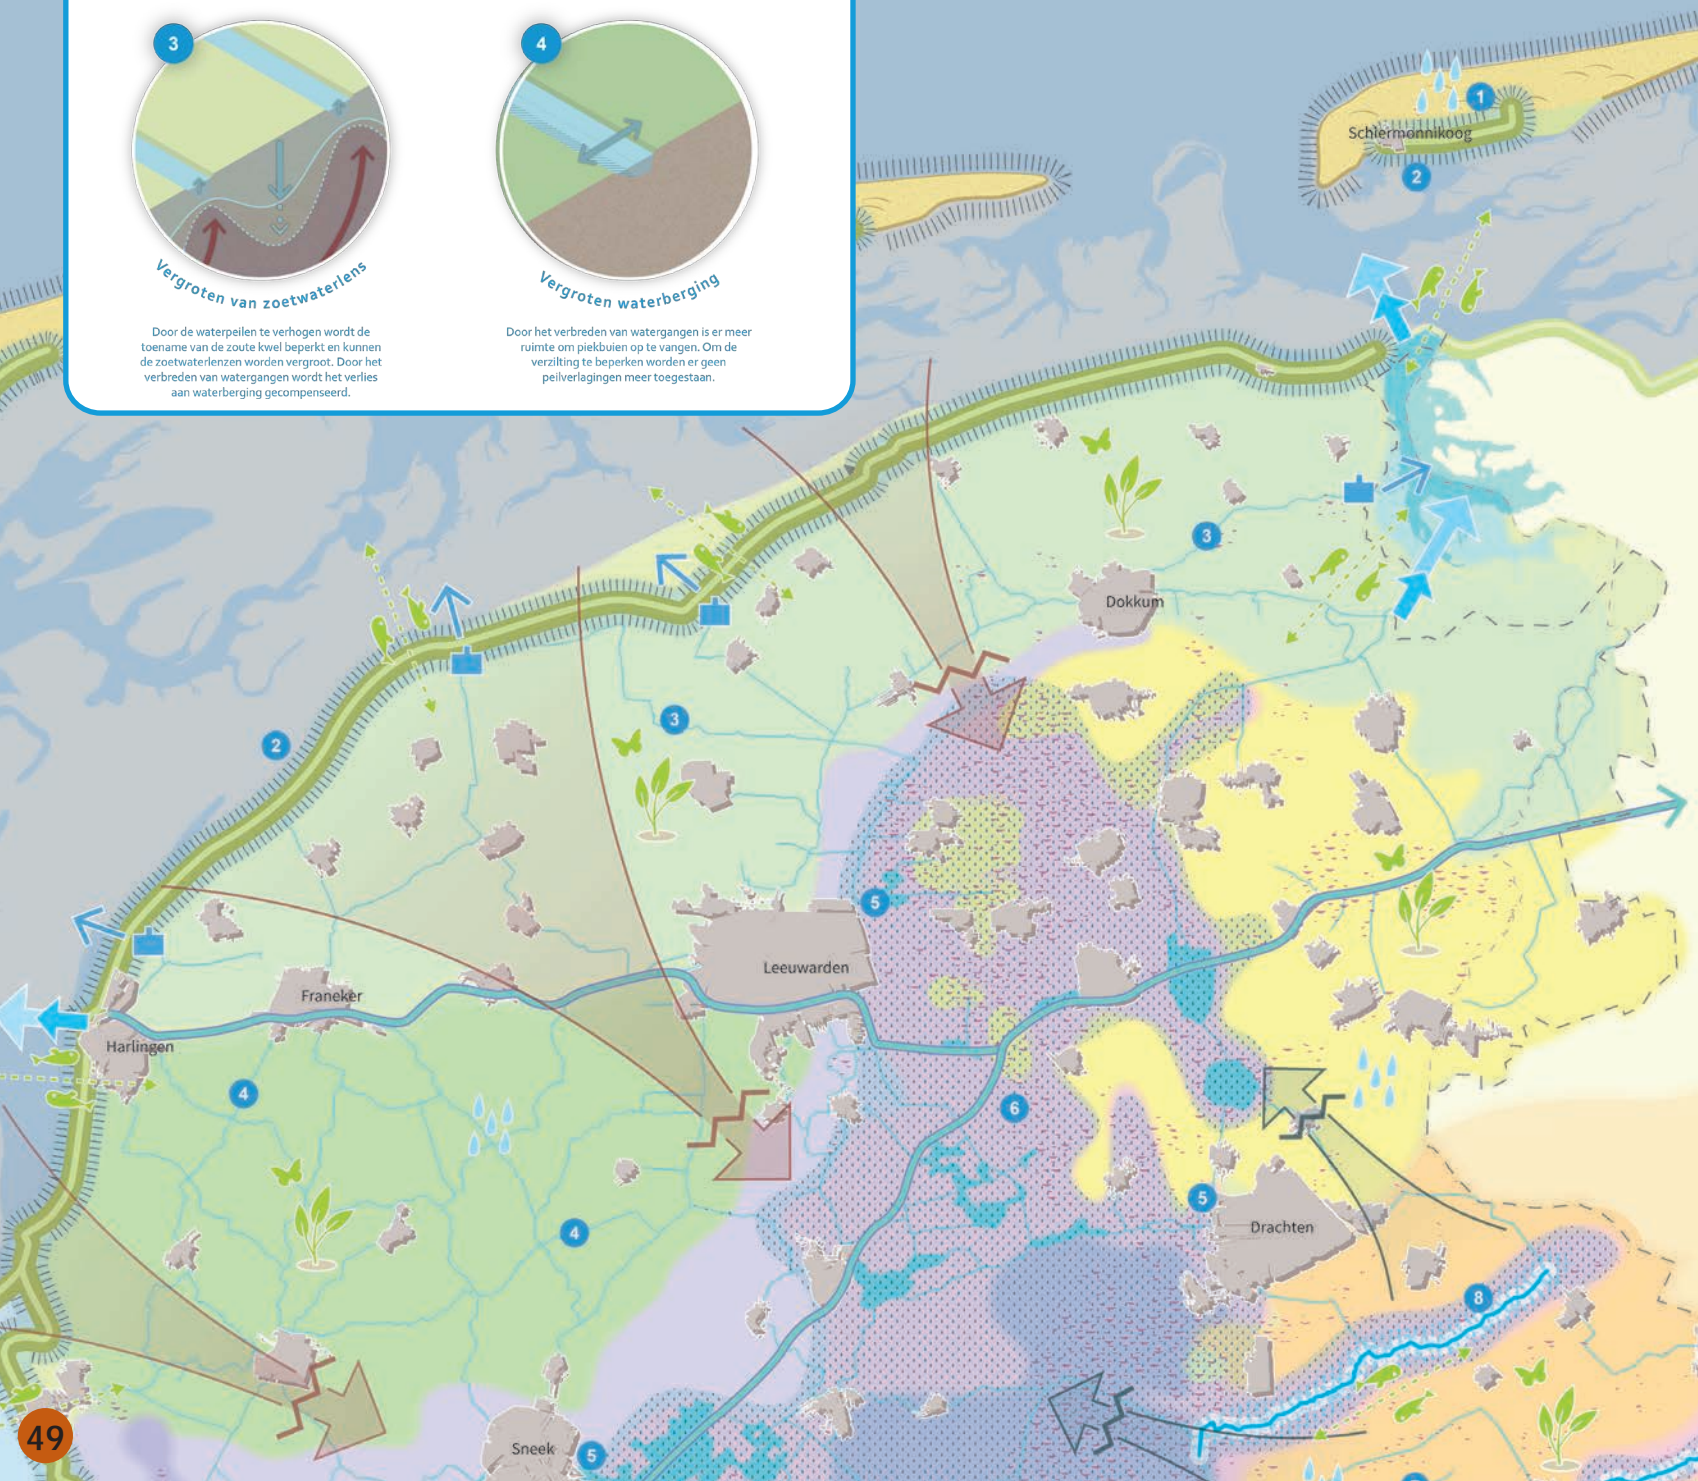 3
Vergroten van zoetwaterlens
Door de waterpeilen te verhogen wordt de
toename van de zoute kwel beperkt en kunnen
de zoetwaterlenzen worden vergroot. Door het
verbreden van watergangen wordt het verlies
aan waterberging gecompenseerd.
4
Vergroten waterberging
Door het verbreden van watergangen is er meer
ruimte om piekbuien op te vangen. Om de
verzilting te beperken worden er geen
peilverlagingen meer toegestaan.
1
Schiermonnikoog
2
3
Dokkum
3
2
5
Leeuwarden
Franeker
Harlingen
4
6
5
4
Drachten
8
49
Sneek
5